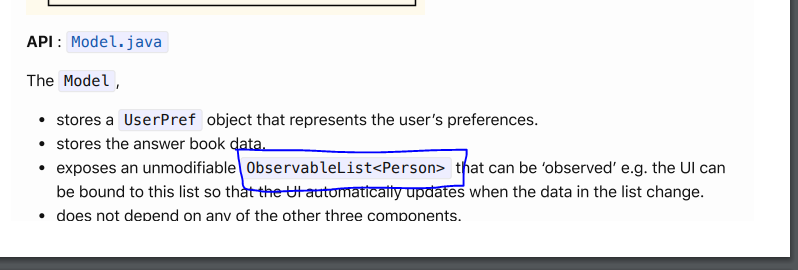 API : Model.java
The Model,
• stores a UserPref object that represents the user’s preferences.
• stores the answer book data.
• exposes an unmodifiable ObservableList<Person> that can be ‘observed’ e.g. the UI can
be bound to this list so that the UI automatically updates when the data in the list change.
• does not depend on any of the other three components.